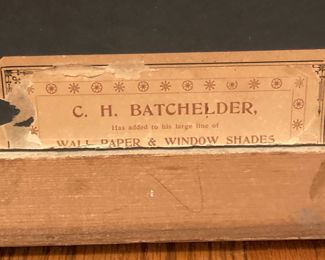 C. H. BATCHELDER,
Has added to his large line of
WALL PAPER & WINDOW SHADES